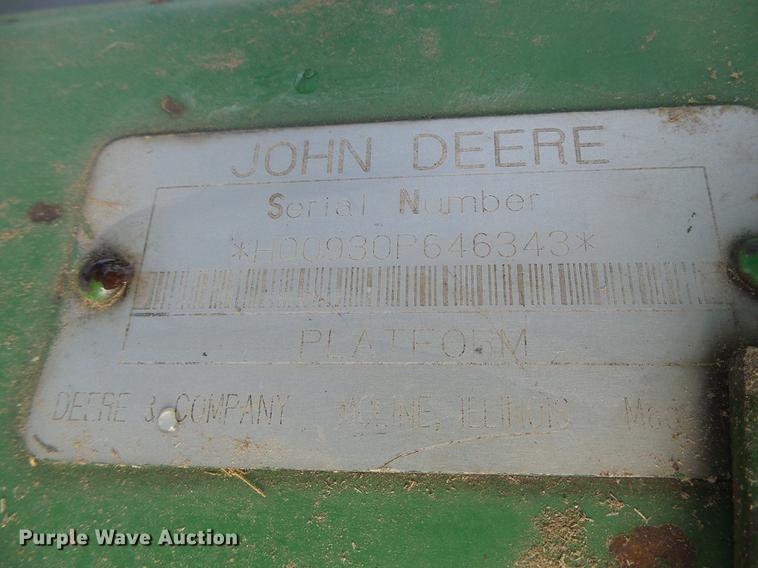 JOHN DEERE
Serial Number
*H00930P646343*
PLATFORM
DEERE & COMPANY MOLINE, ILLINOIS
Purple Wave Auction